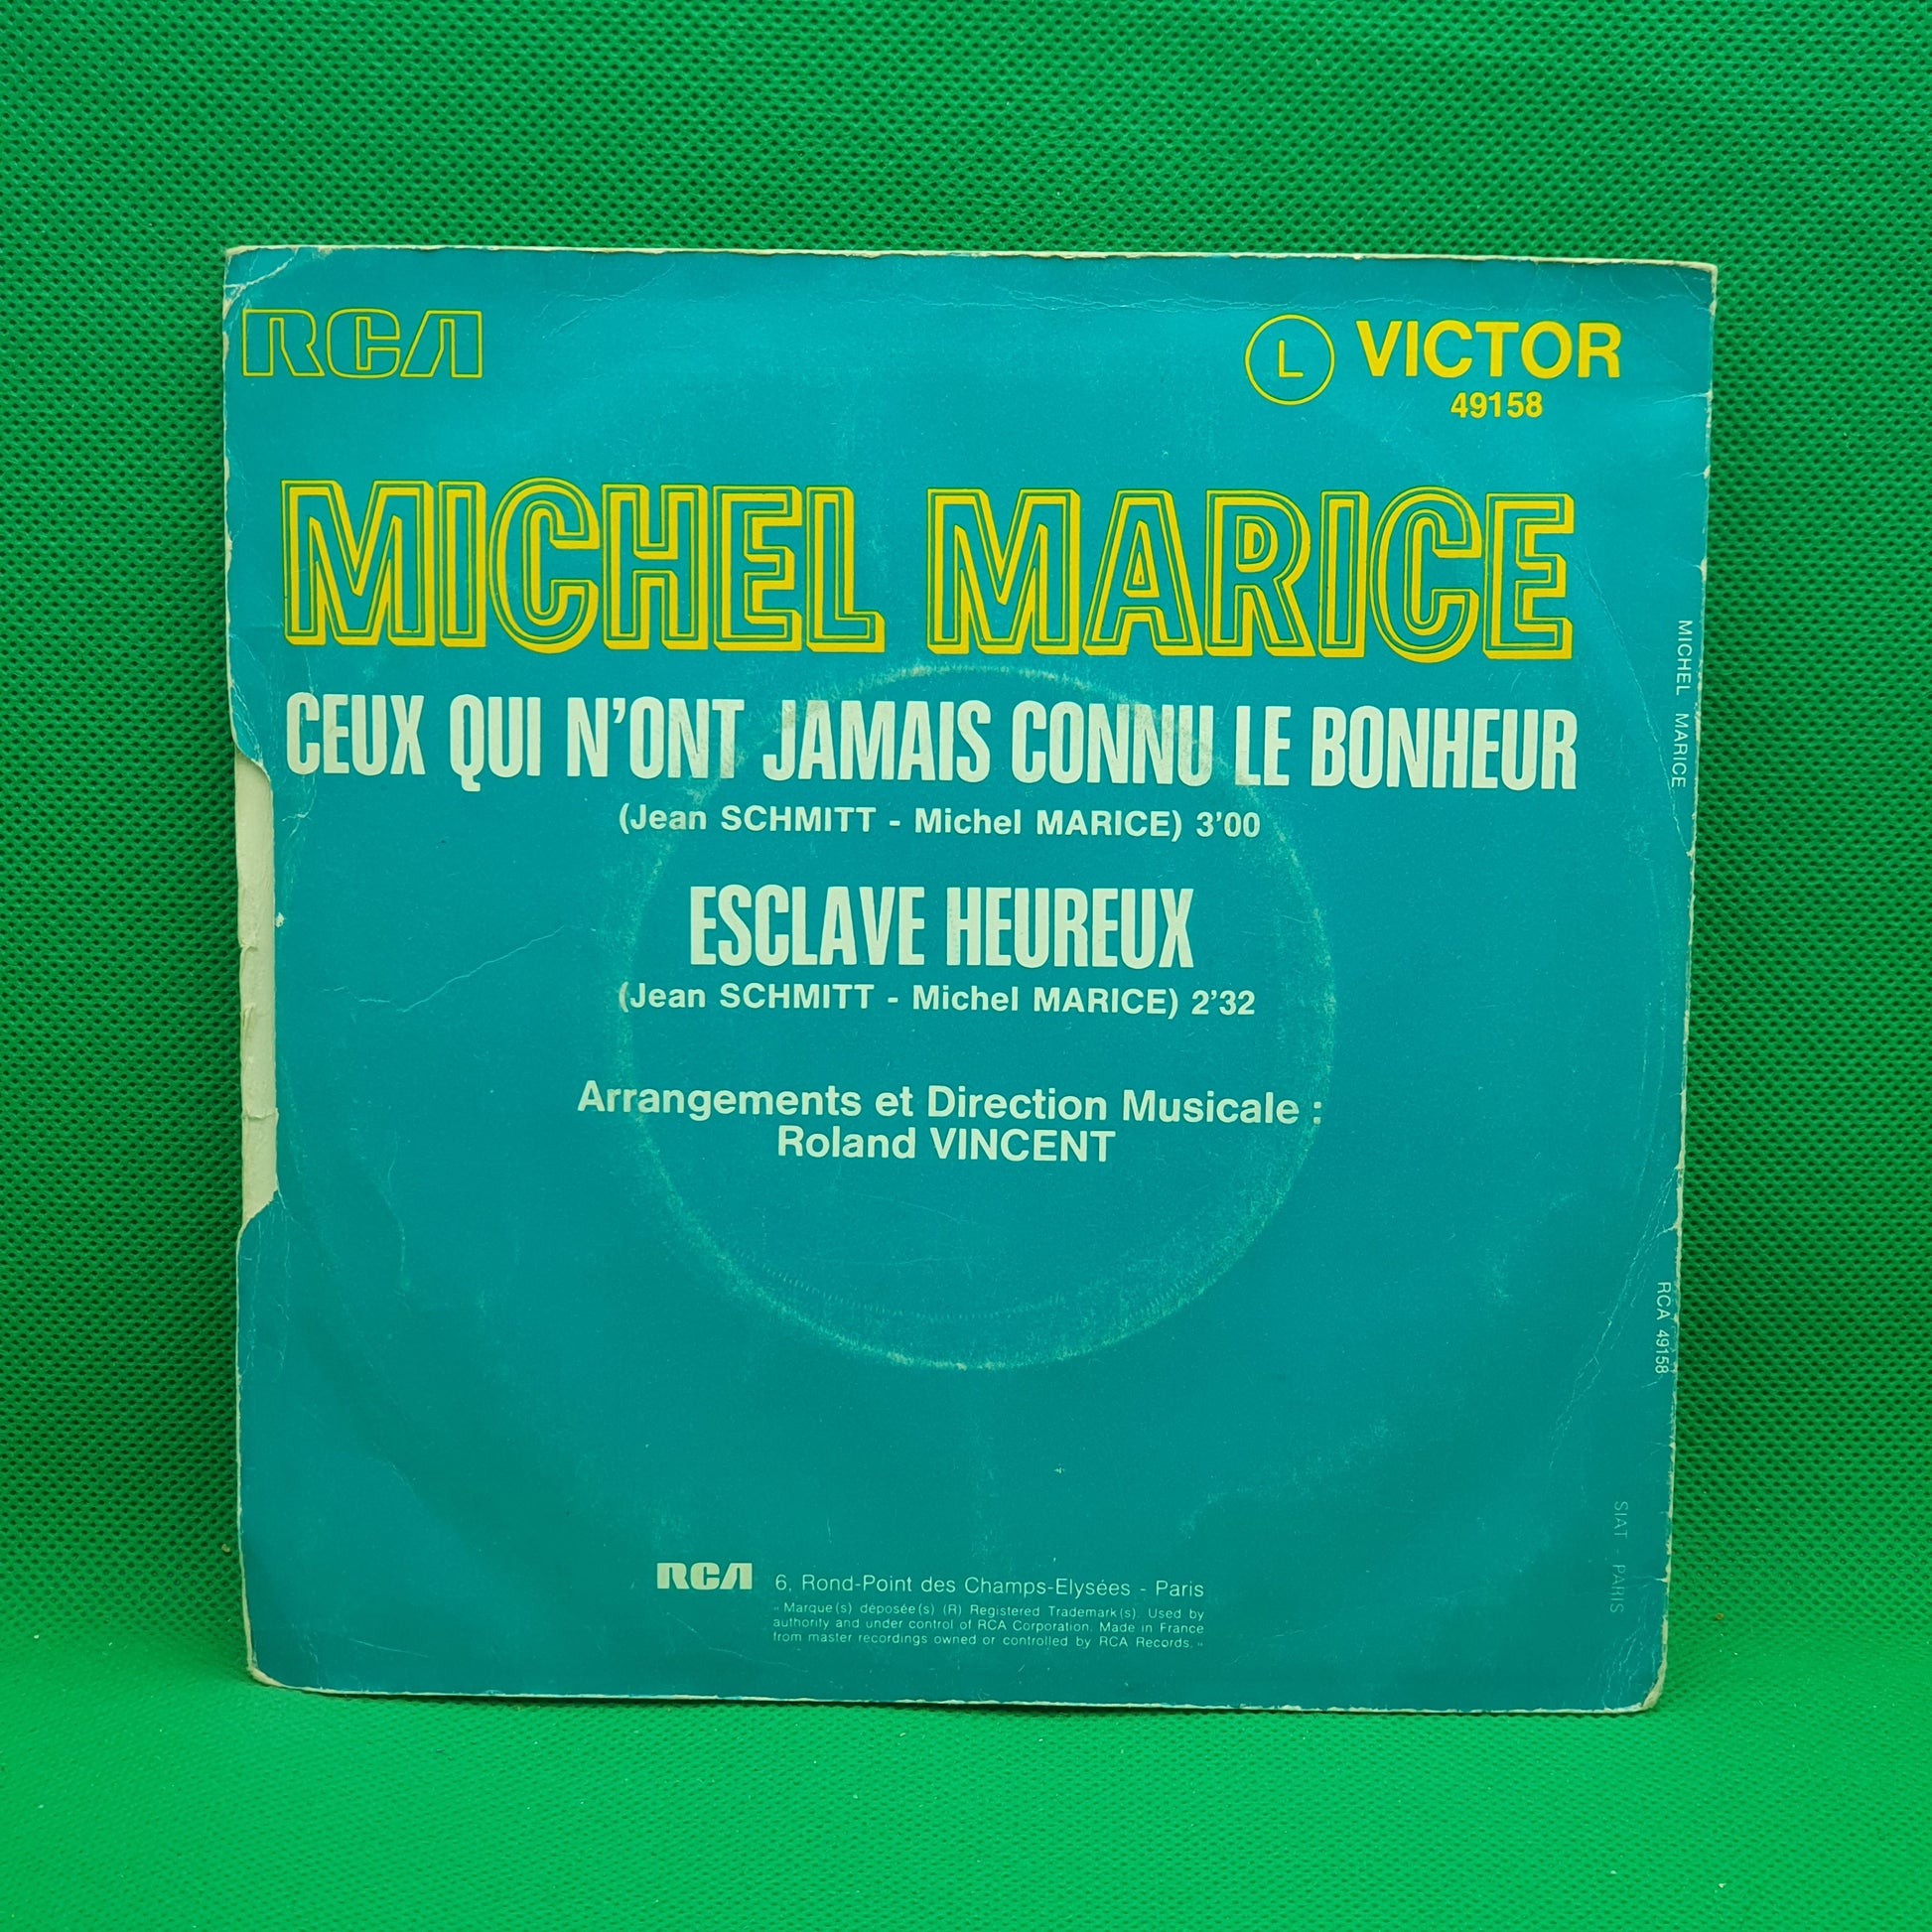 RCA
L VICTOR
49158
MICHEL MARICE
CEUX QUI N'ONT JAMAIS CONNU LE BONHEUR
(Jean SCHMITT - Michel MARICE) 3'00
ESCLAVE HEUREUX
(Jean SCHMITT - Michel MARICE) 2'32
Arrangements et Direction Musicale :
Roland VINCENT
MICHEL MARICE
RCA 49158
SIAT - PARIS
RCA 6, Rond-Point des Champs-Elysées - Paris
« Marque(s) déposée(s) (R) Registered Trademark(s). Used by
authority and under control of RCA Corporation. Made in France
from master recordings owned or controlled by RCA Records. »